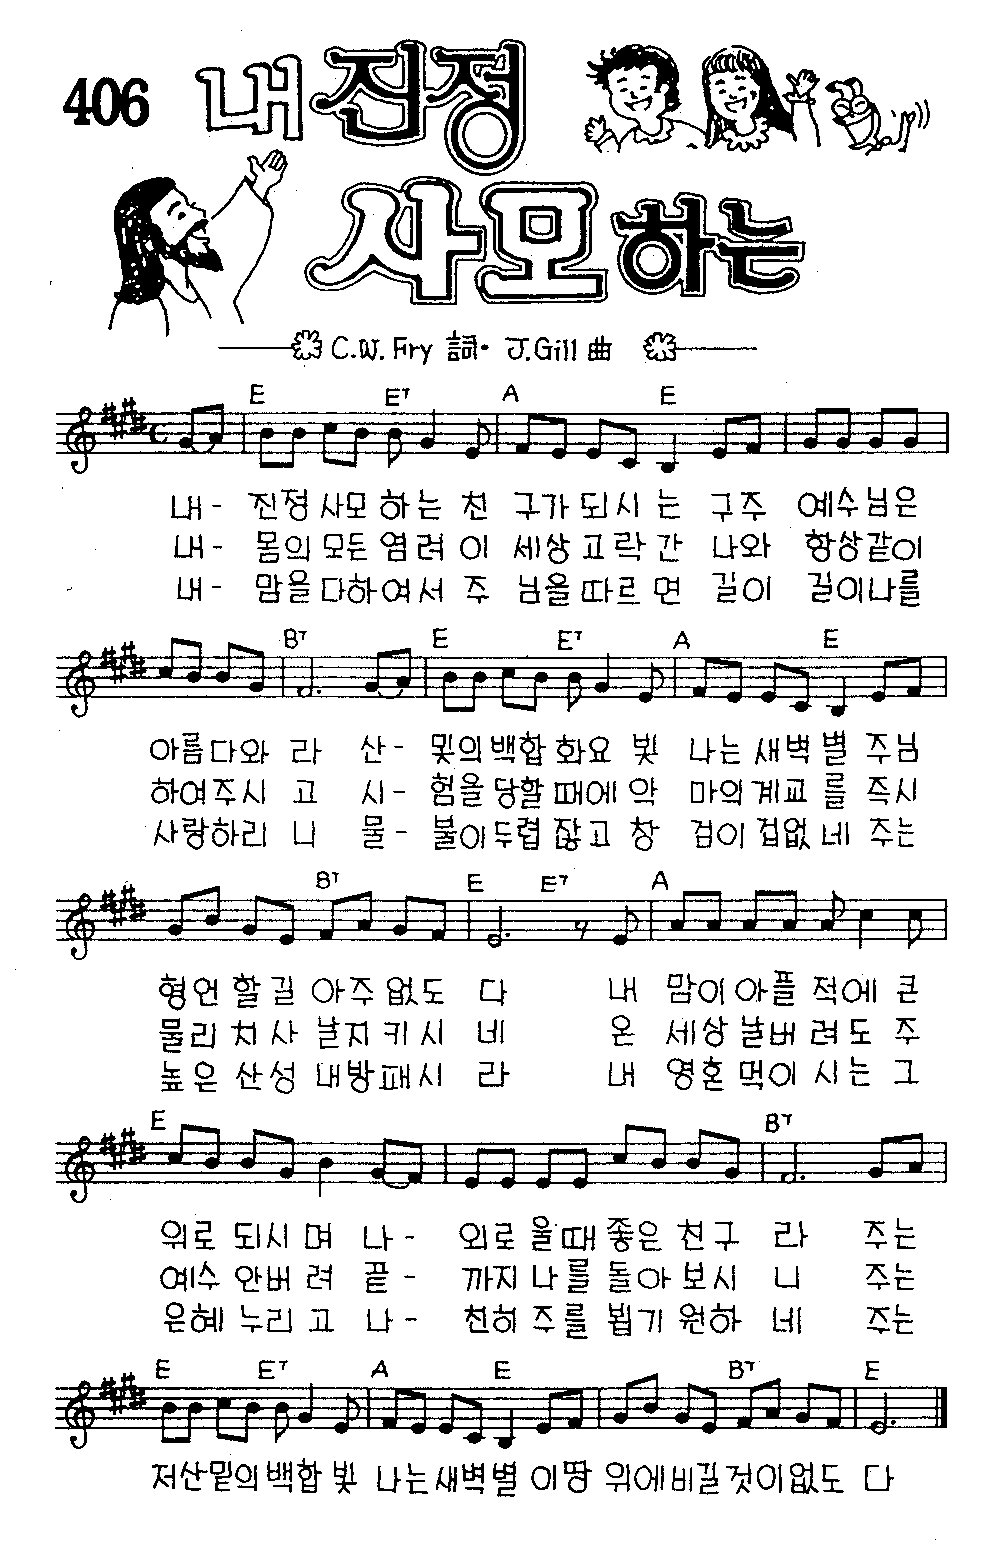 406 내 진정
사모하는
C.W. Fry 詞· J.Gill 曲
E E7 A E
내- 진정 사모 하는 친 구가 되시 는 구주 예수님은
내- 몸의 모든 염려 이 세상 고락 간 나와 항상같이
내- 맘을 다하여서 주 님을 따르 면 길이 길이나를
B7 E E7 A E
아름다와 라 산- 밑의 백합 화요 빛 나는 새벽 별 주님
하여주시 고 시- 험을 당할 때에 악 마의 계교 를 즉시
사랑하리 니 물- 불이 두렵 잖고 창 검이 겁없 네 주는
B7 E E7 A
형언 할길 아주 없도 다 내 맘이 아플 적에 큰
물리 치사 날지 키시 네 온 세상 날버 려도 주
높은 산성 내방 패시 라 내 영혼 먹이 시는 그
E B7
위로 되시 며 나- 외로 울때 좋은 친구 라 주는
예수 안버 려 끝- 까지 나를 돌아 보시 니 주는
은혜 누리 고 나- 친히 주를 뵙기 원하 네 주는
E E7 A E B7 E
저산밑의 백합 빛 나는새벽별 이땅 위에비길것이없도 다